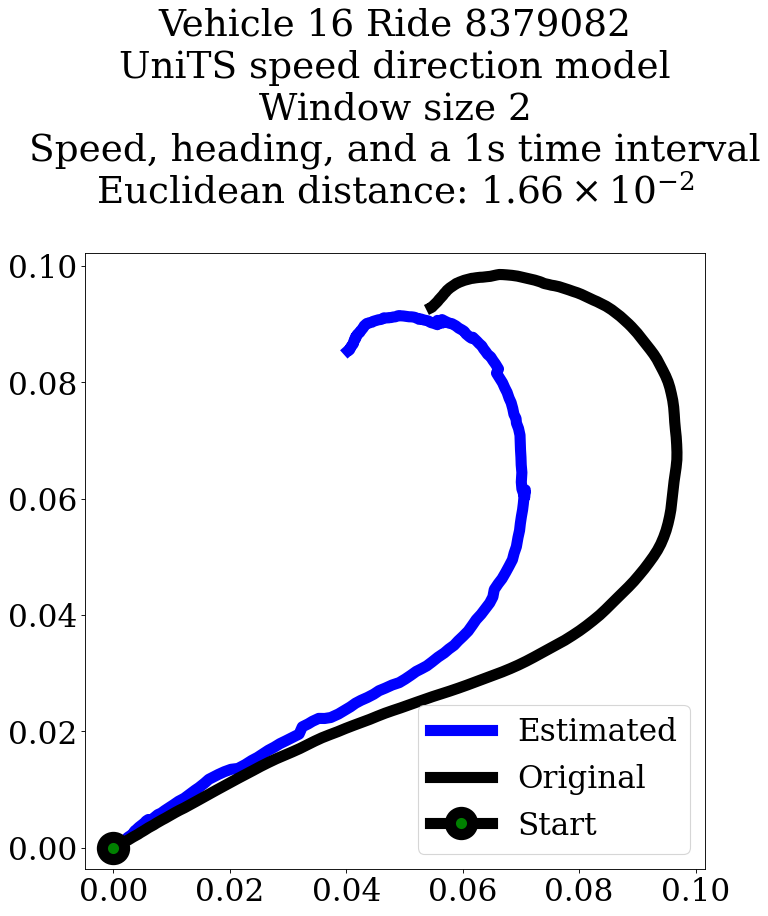 Vehicle 16 Ride 8379082
UniTS speed direction model
Window size 2
Speed, heading, and a 1s time interval
Euclidean distance: 1.66 × 10⁻²
0.10
0.08
0.06
0.04
0.02
0.00
Estimated
Original
Start
0.00 0.02 0.04 0.06 0.08 0.10